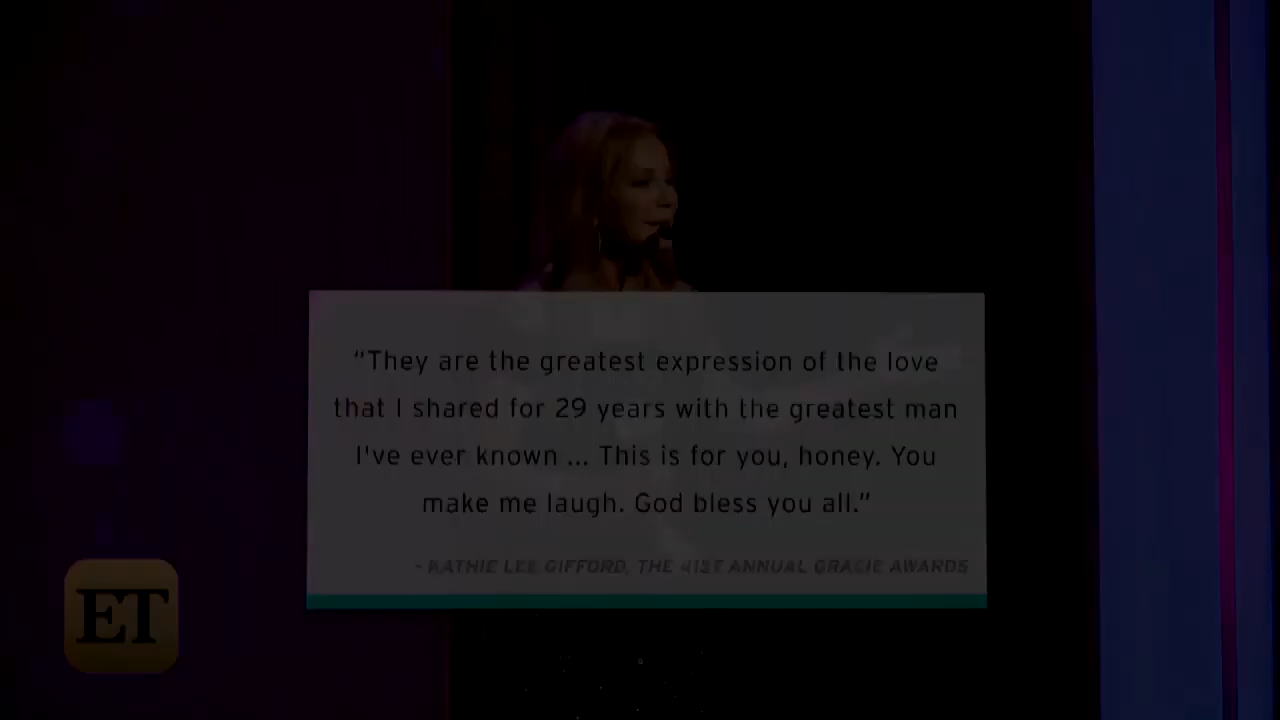 “They are the greatest expression of the love
that I shared for 29 years with the greatest man
I've ever known ... This is for you, honey. You
make me laugh. God bless you all.”
- KATHIE LEE GIFFORD, THE 41ST ANNUAL GRACIE AWARDS
ET